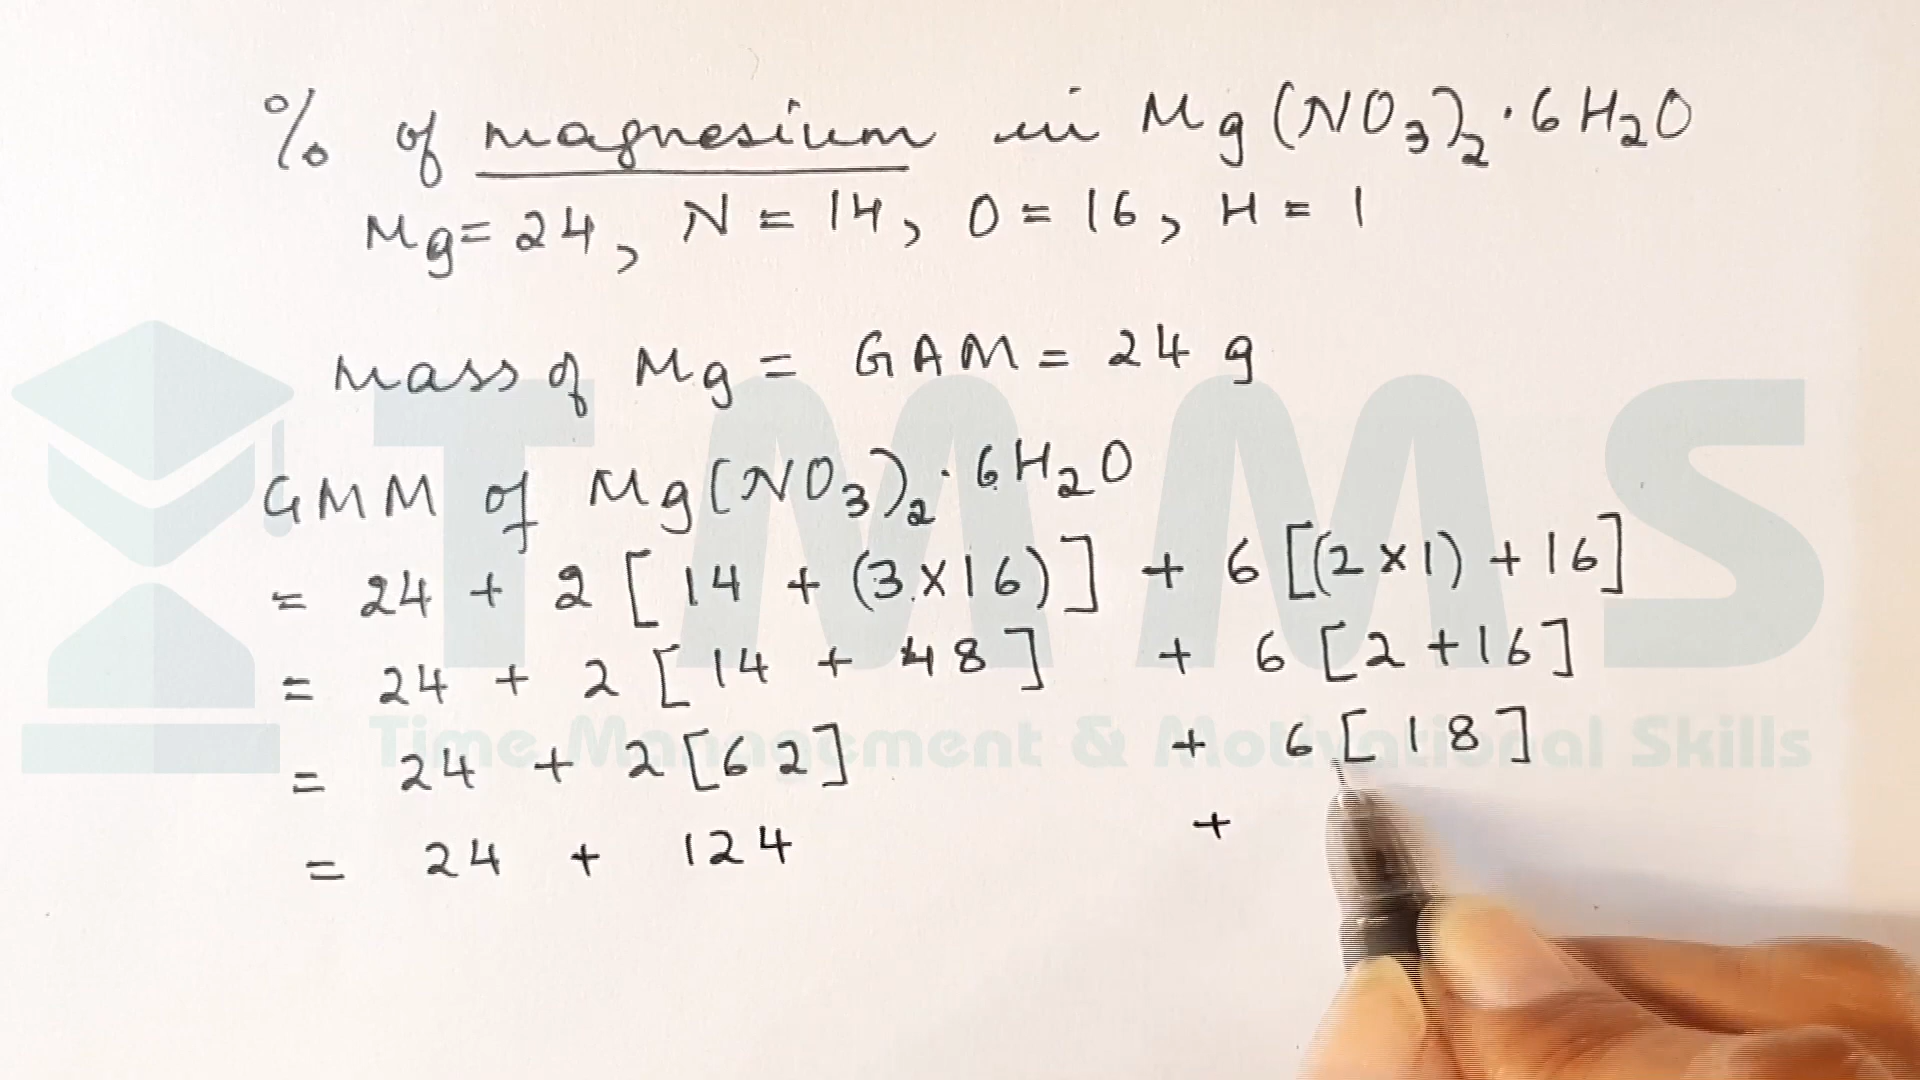 % of magnesium in Mg(NO₃)₂·6H₂O
Mg=24, N=14, O=16, H=1
Mass of Mg = GAM = 24 g
GMM of Mg(NO₃)₂·6H₂O
= 24 + 2[14 + (3×16)] + 6[(2×1)+16]
= 24 + 2[14 + 48] + 6[2+16]
= 24 + 2[62] + 6[18]
= 24 + 124 +
TMMS
Time Management & Motivational Skills